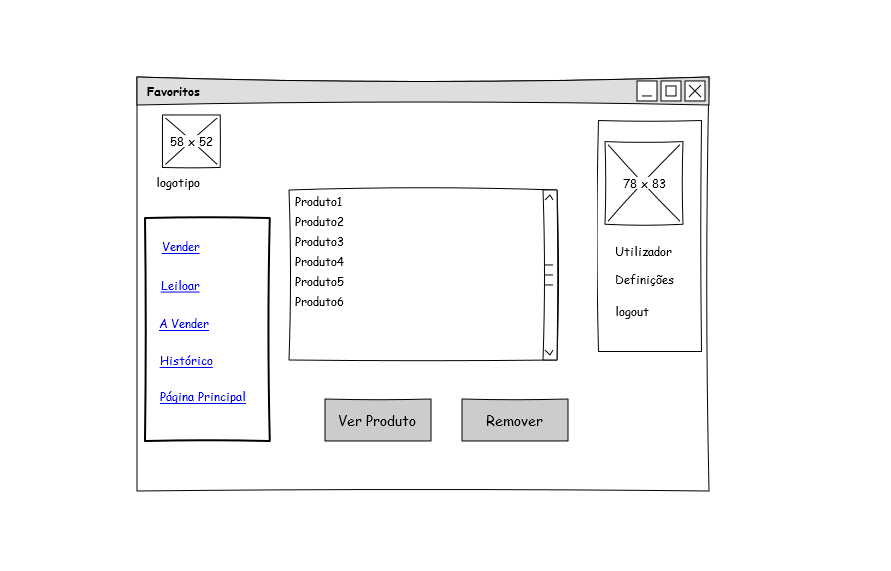 Favoritos
58 x 52
logotipo
Vender
Leiloar
A Vender
Histórico
Página Principal
Produto1
Produto2
Produto3
Produto4
Produto5
Produto6
Ver Produto
Remover
78 x 83
Utilizador
Definições
logout